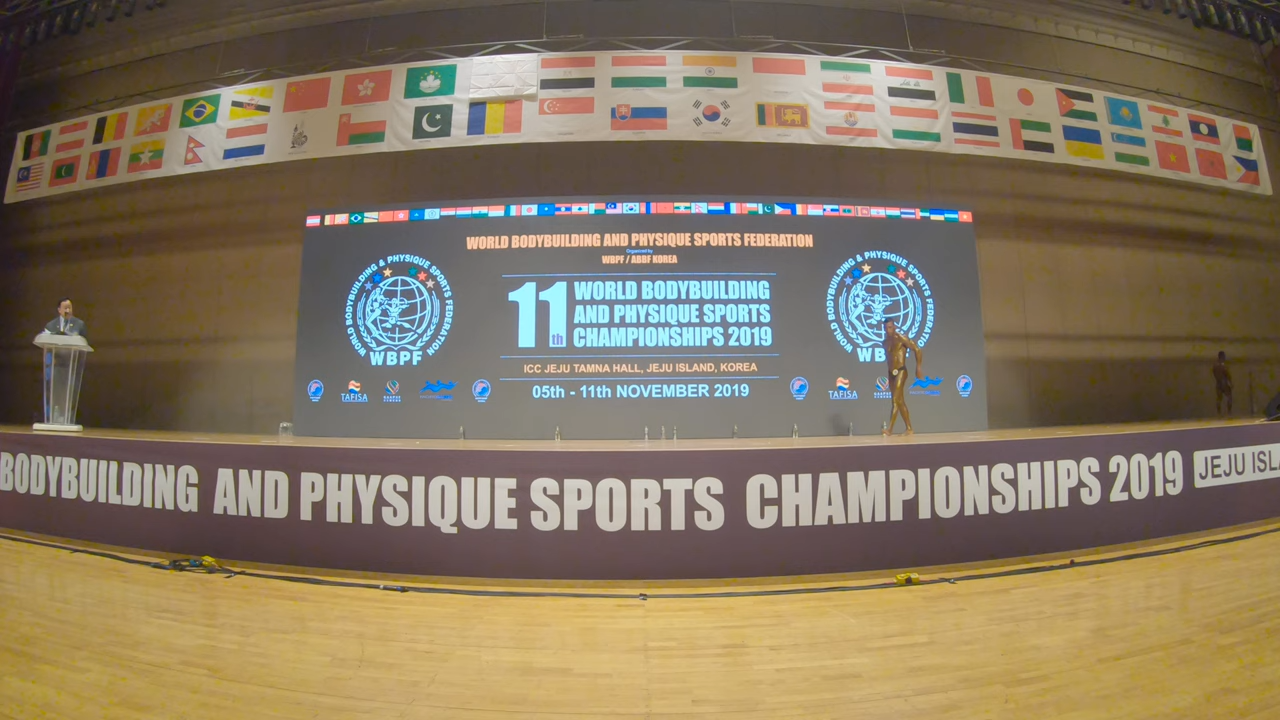 WORLD BODYBUILDING AND PHYSIQUE SPORTS FEDERATION
Organized by
WBPF / ABBF KOREA
11th
WORLD BODYBUILDING
AND PHYSIQUE SPORTS
CHAMPIONSHIPS 2019
ICC JEJU TAMNA HALL, JEJU ISLAND, KOREA
05th - 11th NOVEMBER 2019
WORLD BODYBUILDING & PHYSIQUE SPORTS FEDERATION
WBPF
WORLD BODYBUILDING & PHYSIQUE SPORTS FEDERATION
WB
TAFISA
TAFISA
BODYBUILDING AND PHYSIQUE SPORTS CHAMPIONSHIPS 2019 JEJU ISLA